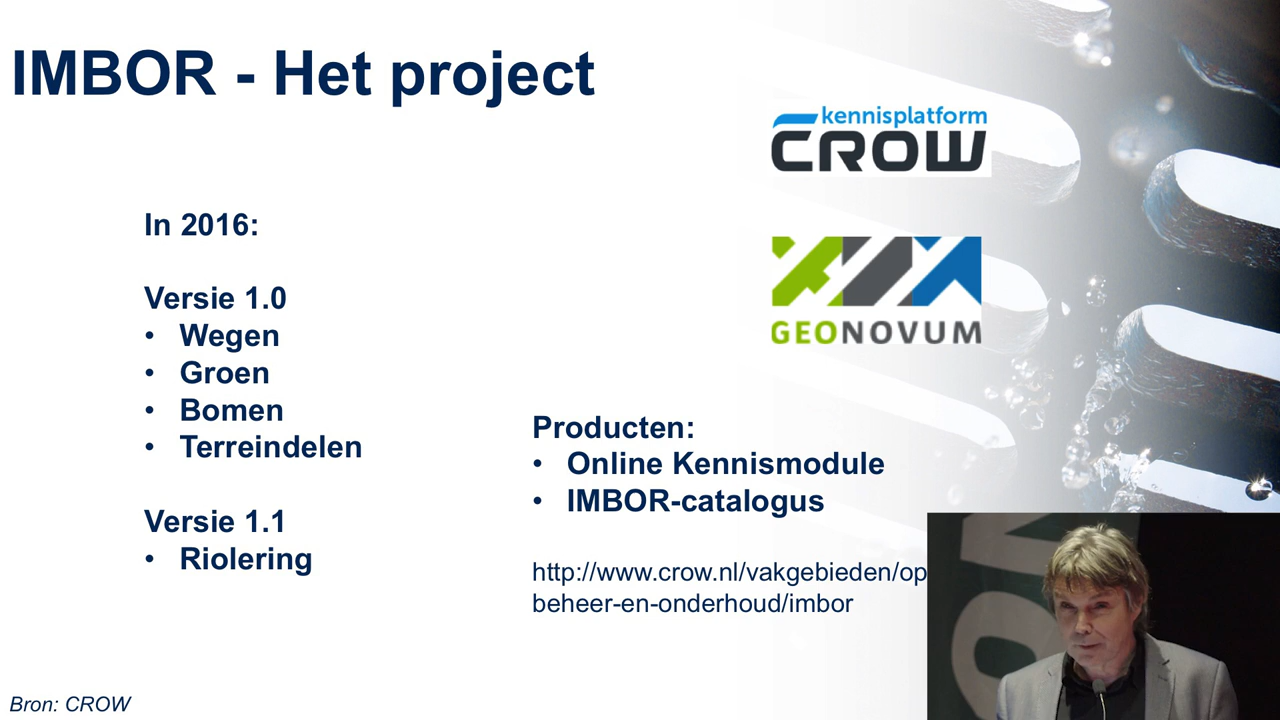 IMBOR - Het project
kennisplatform
CROW
GEONOVUM
In 2016:
Versie 1.0
• Wegen
• Groen
• Bomen
• Terreindelen
Versie 1.1
• Riolering
Producten:
• Online Kennismodule
• IMBOR-catalogus
http://www.crow.nl/vakgebieden/op
beheer-en-onderhoud/imbor
Bron: CROW